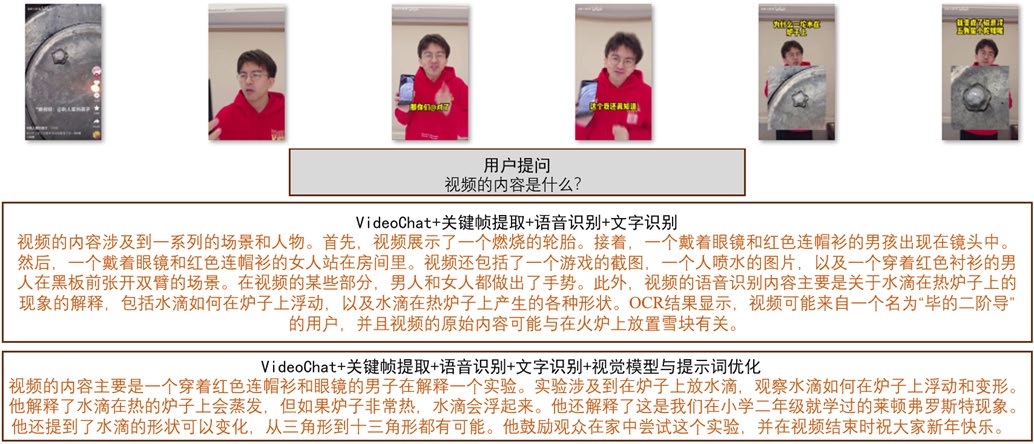 那你们@对了
这个我还真知道
为什么一坨水在
炉子上
用户提问
视频的内容是什么？
VideoChat+关键帧提取+语音识别+文字识别
视频的内容涉及到一系列的场景和人物。首先，视频展示了一个燃烧的轮胎。接着，一个戴着眼镜和红色连帽衫的男孩出现在镜头中。
然后，一个戴着眼镜和红色连帽衫的女人站在房间里。视频还包括了一个游戏的截图，一个人喷水的图片，以及一个穿着红色衬衫的男
人在黑板前张开双臂的场景。在视频的某些部分，男人和女人都做出了手势。此外，视频的语音识别内容主要是关于水滴在热炉子上的
现象的解释，包括水滴如何在炉子上浮动，以及水滴在热炉子上产生的各种形状。OCR结果显示，视频可能来自一个名为“毕的二阶导”
的用户，并且视频的原始内容可能与在火炉上放置雪块有关。
VideoChat+关键帧提取+语音识别+文字识别+视觉模型与提示词优化
视频的内容主要是一个穿着红色连帽衫和眼镜的男子在解释一个实验。实验涉及到在炉子上放水滴，观察水滴如何在炉子上浮动和变形。
他解释了水滴在热的炉子上会蒸发，但如果炉子非常热，水滴会浮起来。他还解释了这是我们在小学二年级就学过的莱顿弗罗斯特现象。
他还提到了水滴的形状可以变化，从三角形到十三角形都有可能。他鼓励观众在家中尝试这个实验，并在视频结束时祝大家新年快乐。